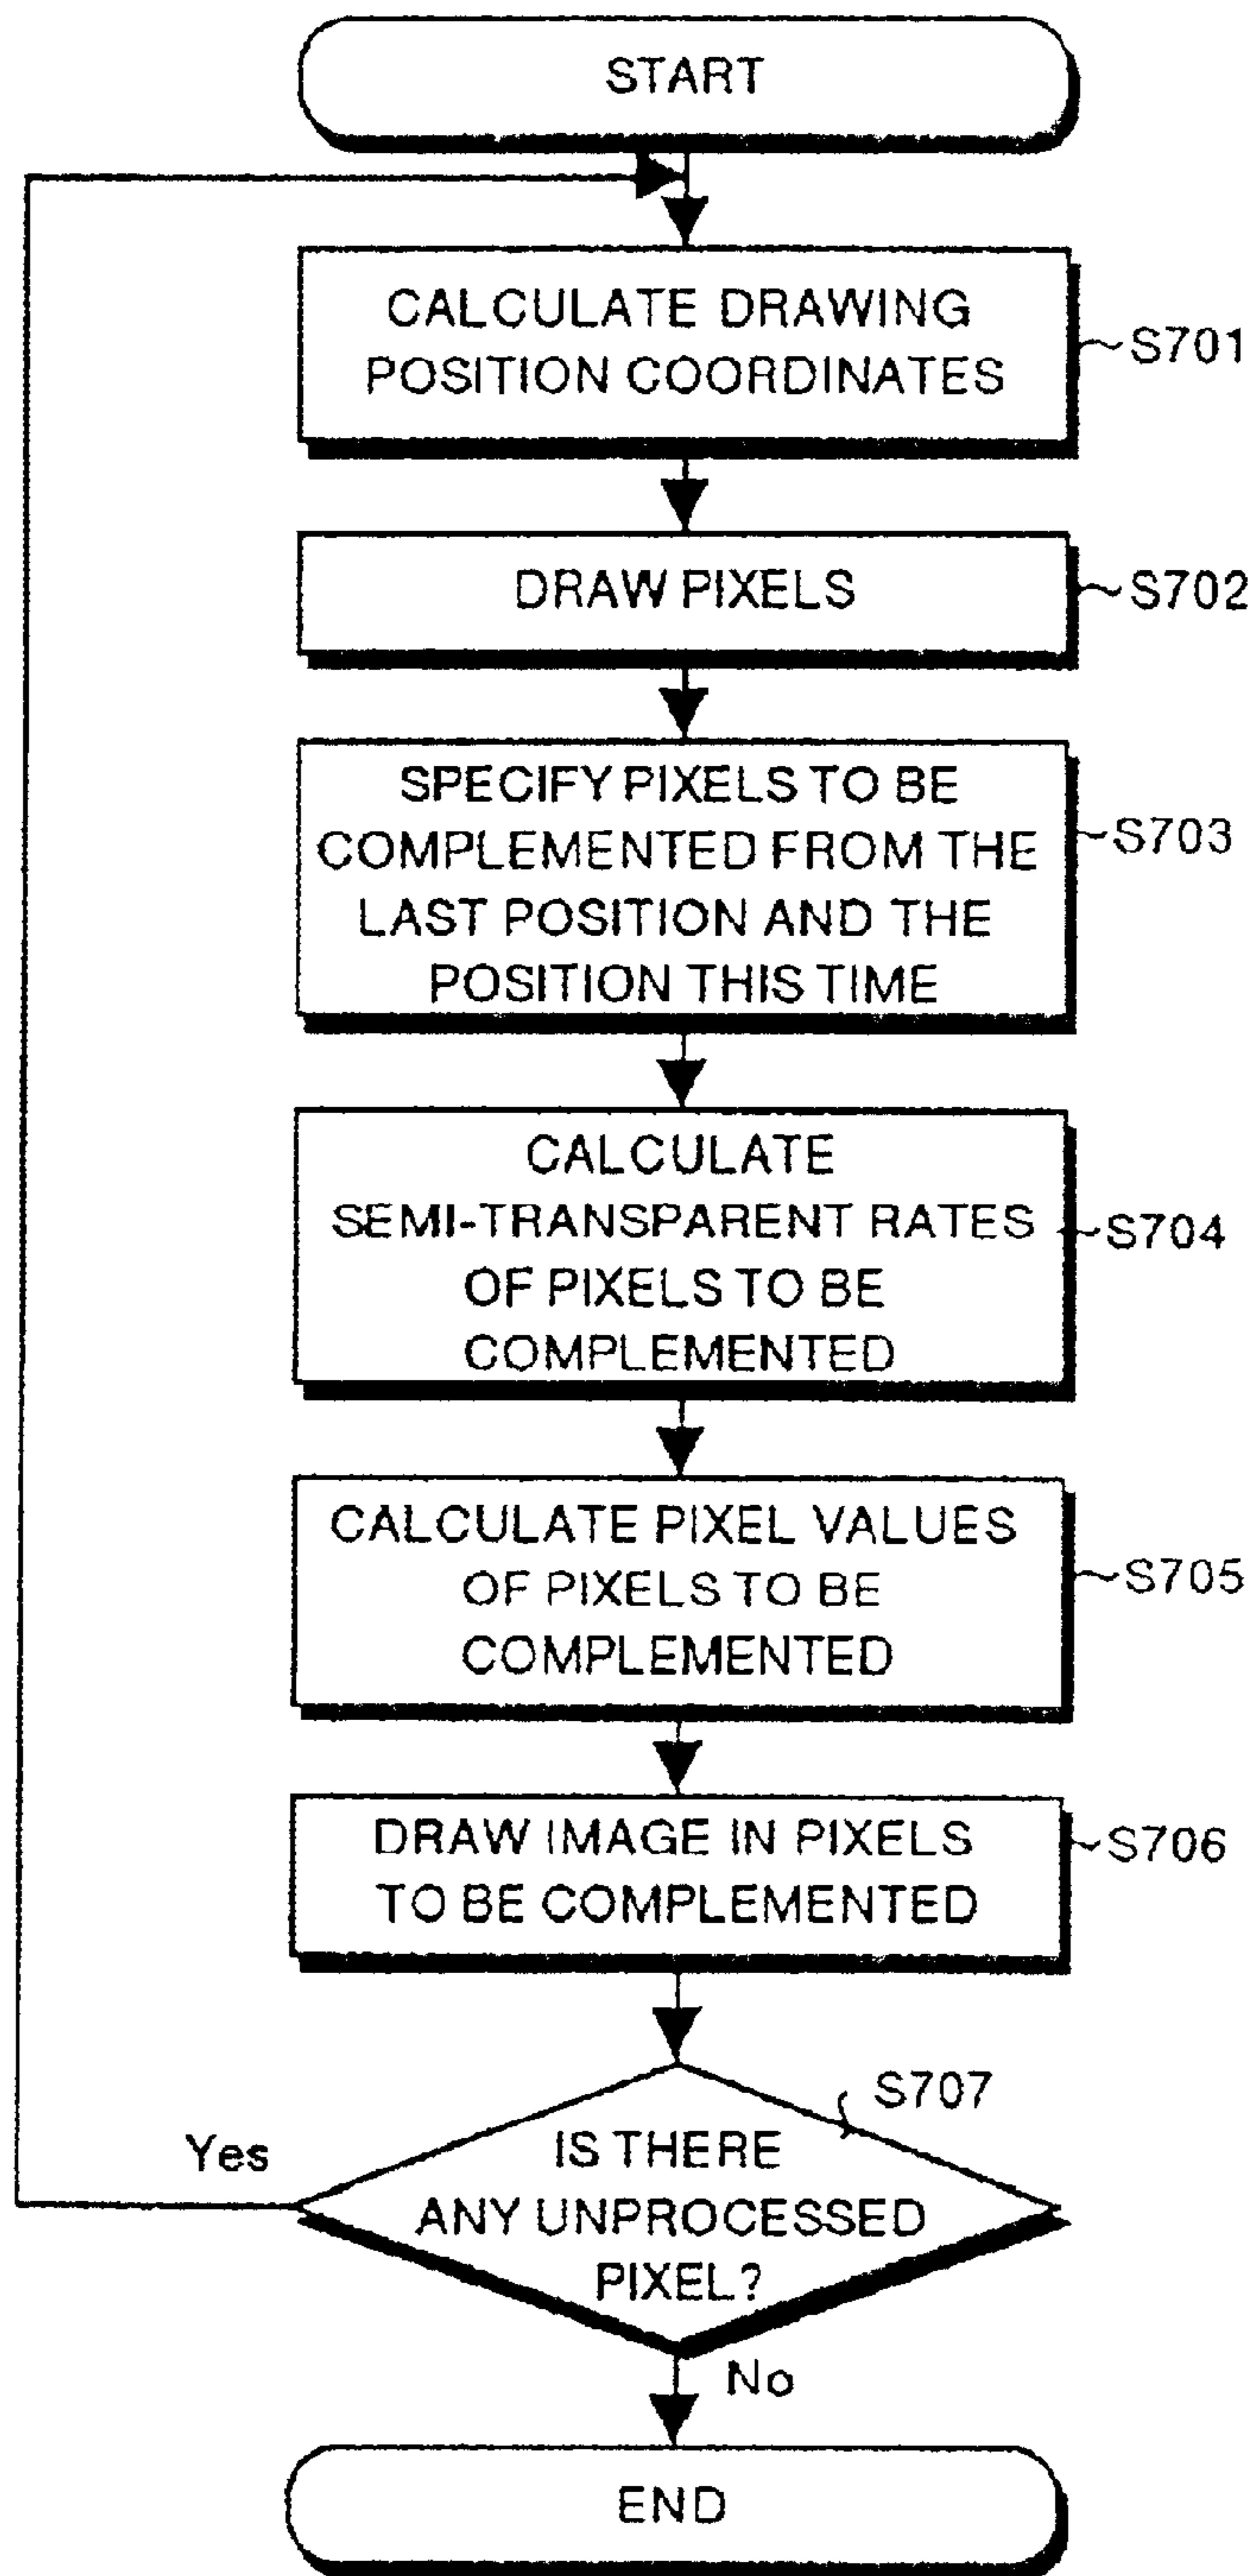 START
CALCULATE DRAWING
POSITION COORDINATES
S701
DRAW PIXELS
S702
SPECIFY PIXELS TO BE
COMPLEMENTED FROM THE
LAST POSITION AND THE
POSITION THIS TIME
S703
CALCULATE
SEMI-TRANSPARENT RATES
OF PIXELS TO BE
COMPLEMENTED
S704
CALCULATE PIXEL VALUES
OF PIXELS TO BE
COMPLEMENTED
S705
DRAW IMAGE IN PIXELS
TO BE COMPLEMENTED
S706
S707
Yes
IS THERE
ANY UNPROCESSED
PIXEL?
No
END